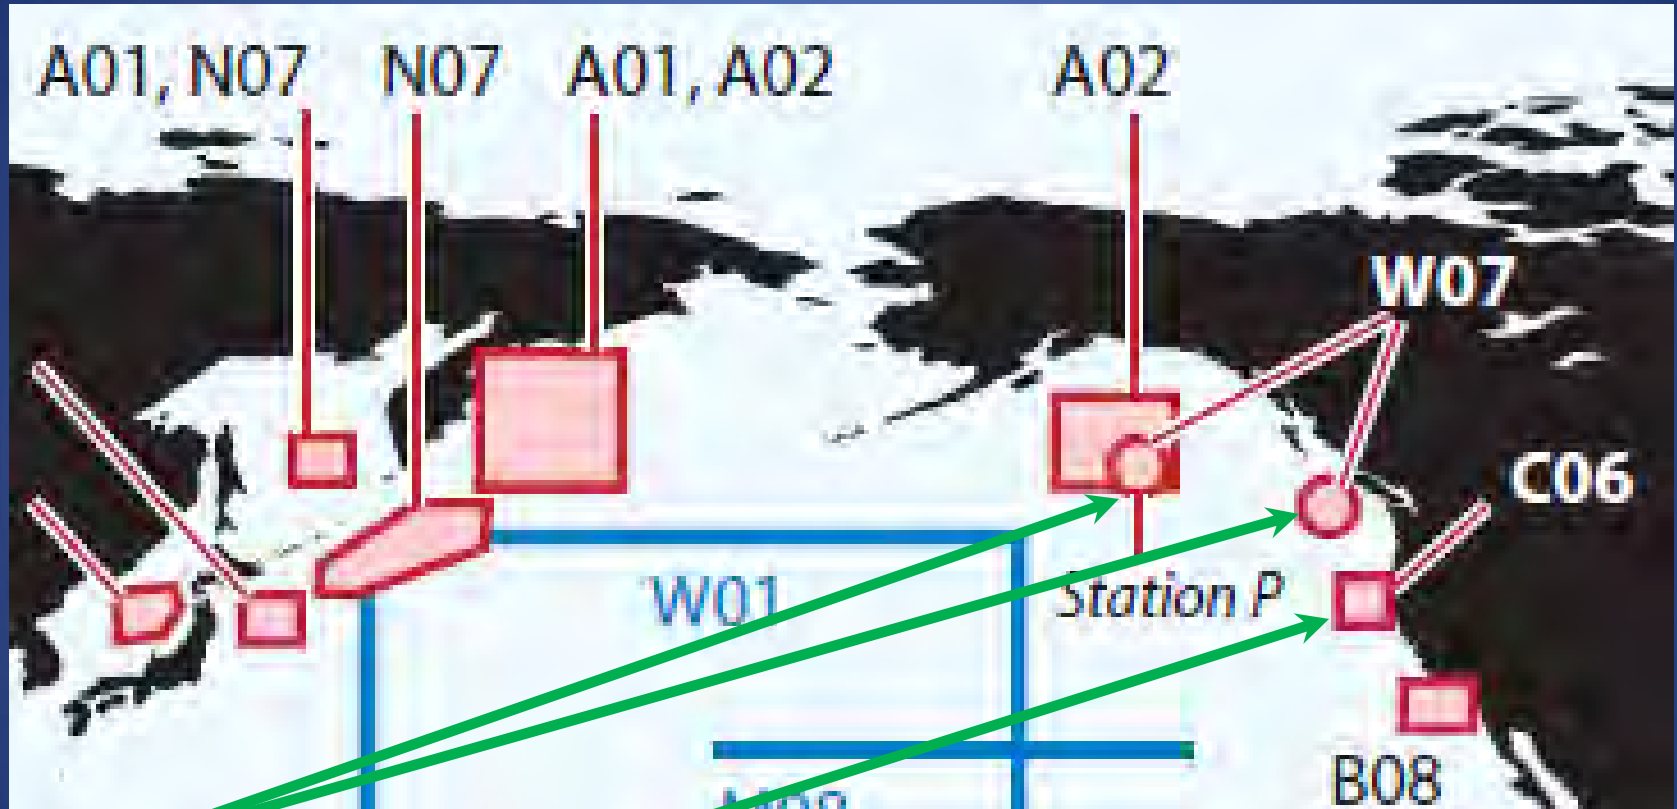 A01, N07 N07 A01, A02 A02
W07
C06
W01 Station P
B08